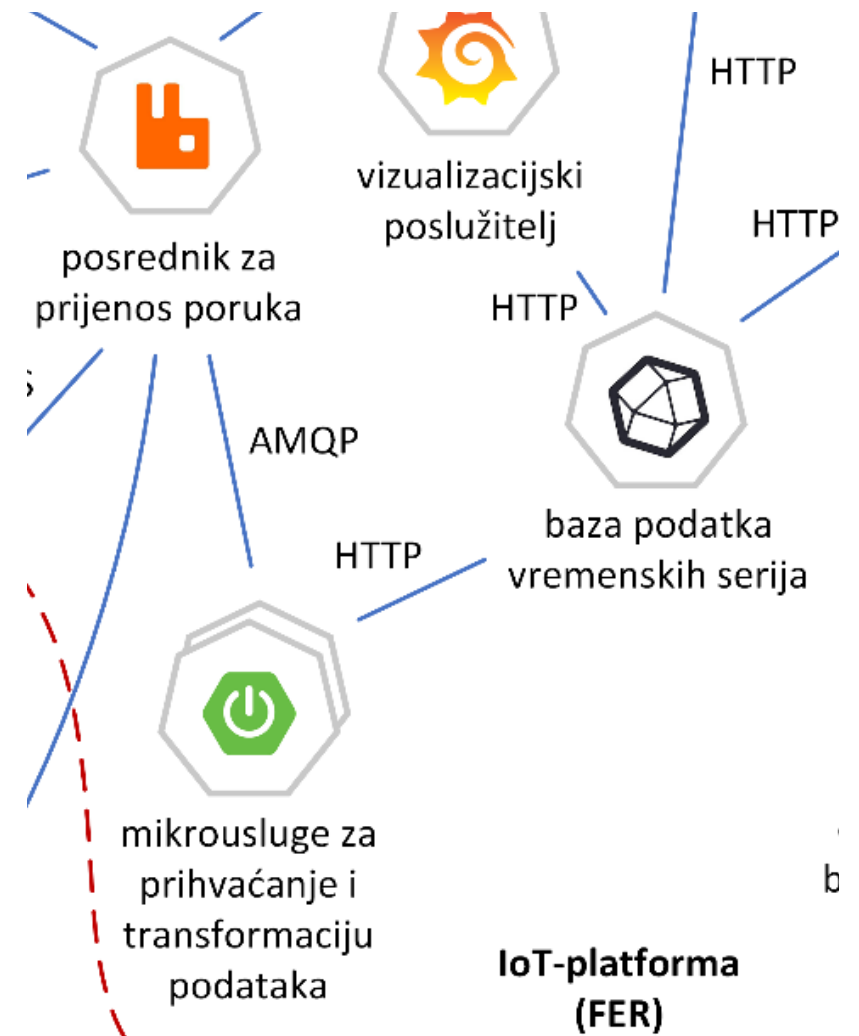 HTTP
vizualizacijski
poslužitelj
HTTP
posrednik za
prijenos poruka
HTTP
AMQP
baza podatka
vremenskih serija
HTTP
mikrousluge za
prihvaćanje i
transformaciju
podataka
IoT-platforma
(FER)